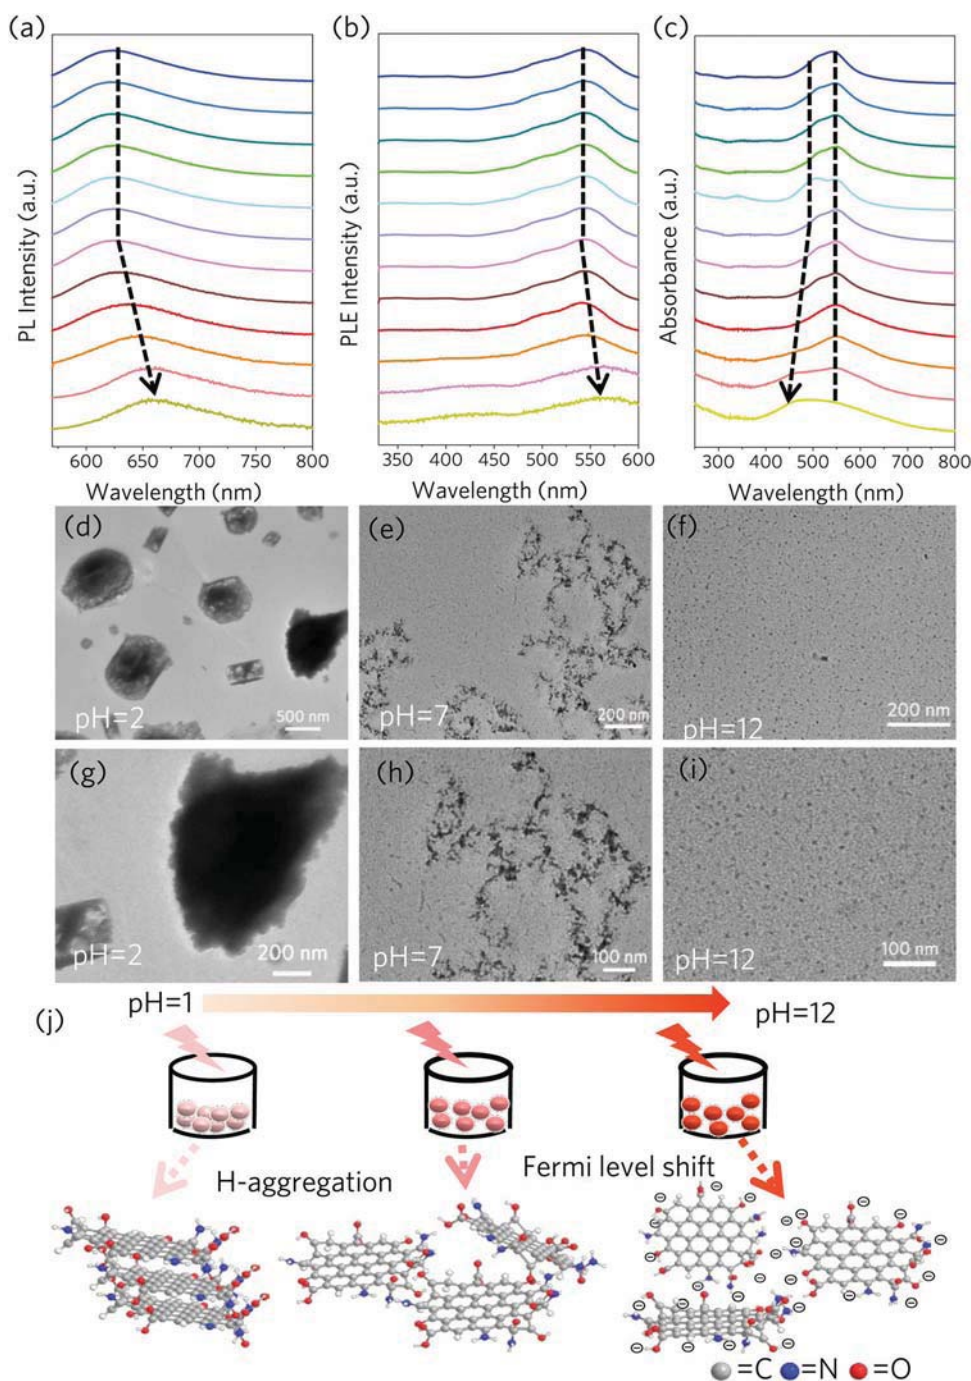 (a)
(b)
(c)
PL Intensity (a.u.)
PLE Intensity (a.u.)
Absorbance (a.u.)
600 650 700 750 800
350 400 450 500 550 600
300 400 500 600 700 800
Wavelength (nm)
Wavelength (nm)
Wavelength (nm)
(d)
(e)
(f)
pH=2
500 nm
pH=7
200 nm
pH=12
200 nm
(g)
(h)
(i)
pH=2
200 nm
pH=7
100 nm
pH=12
100 nm
(j)
pH=1
pH=12
H-aggregation
Fermi level shift
=C =N =O